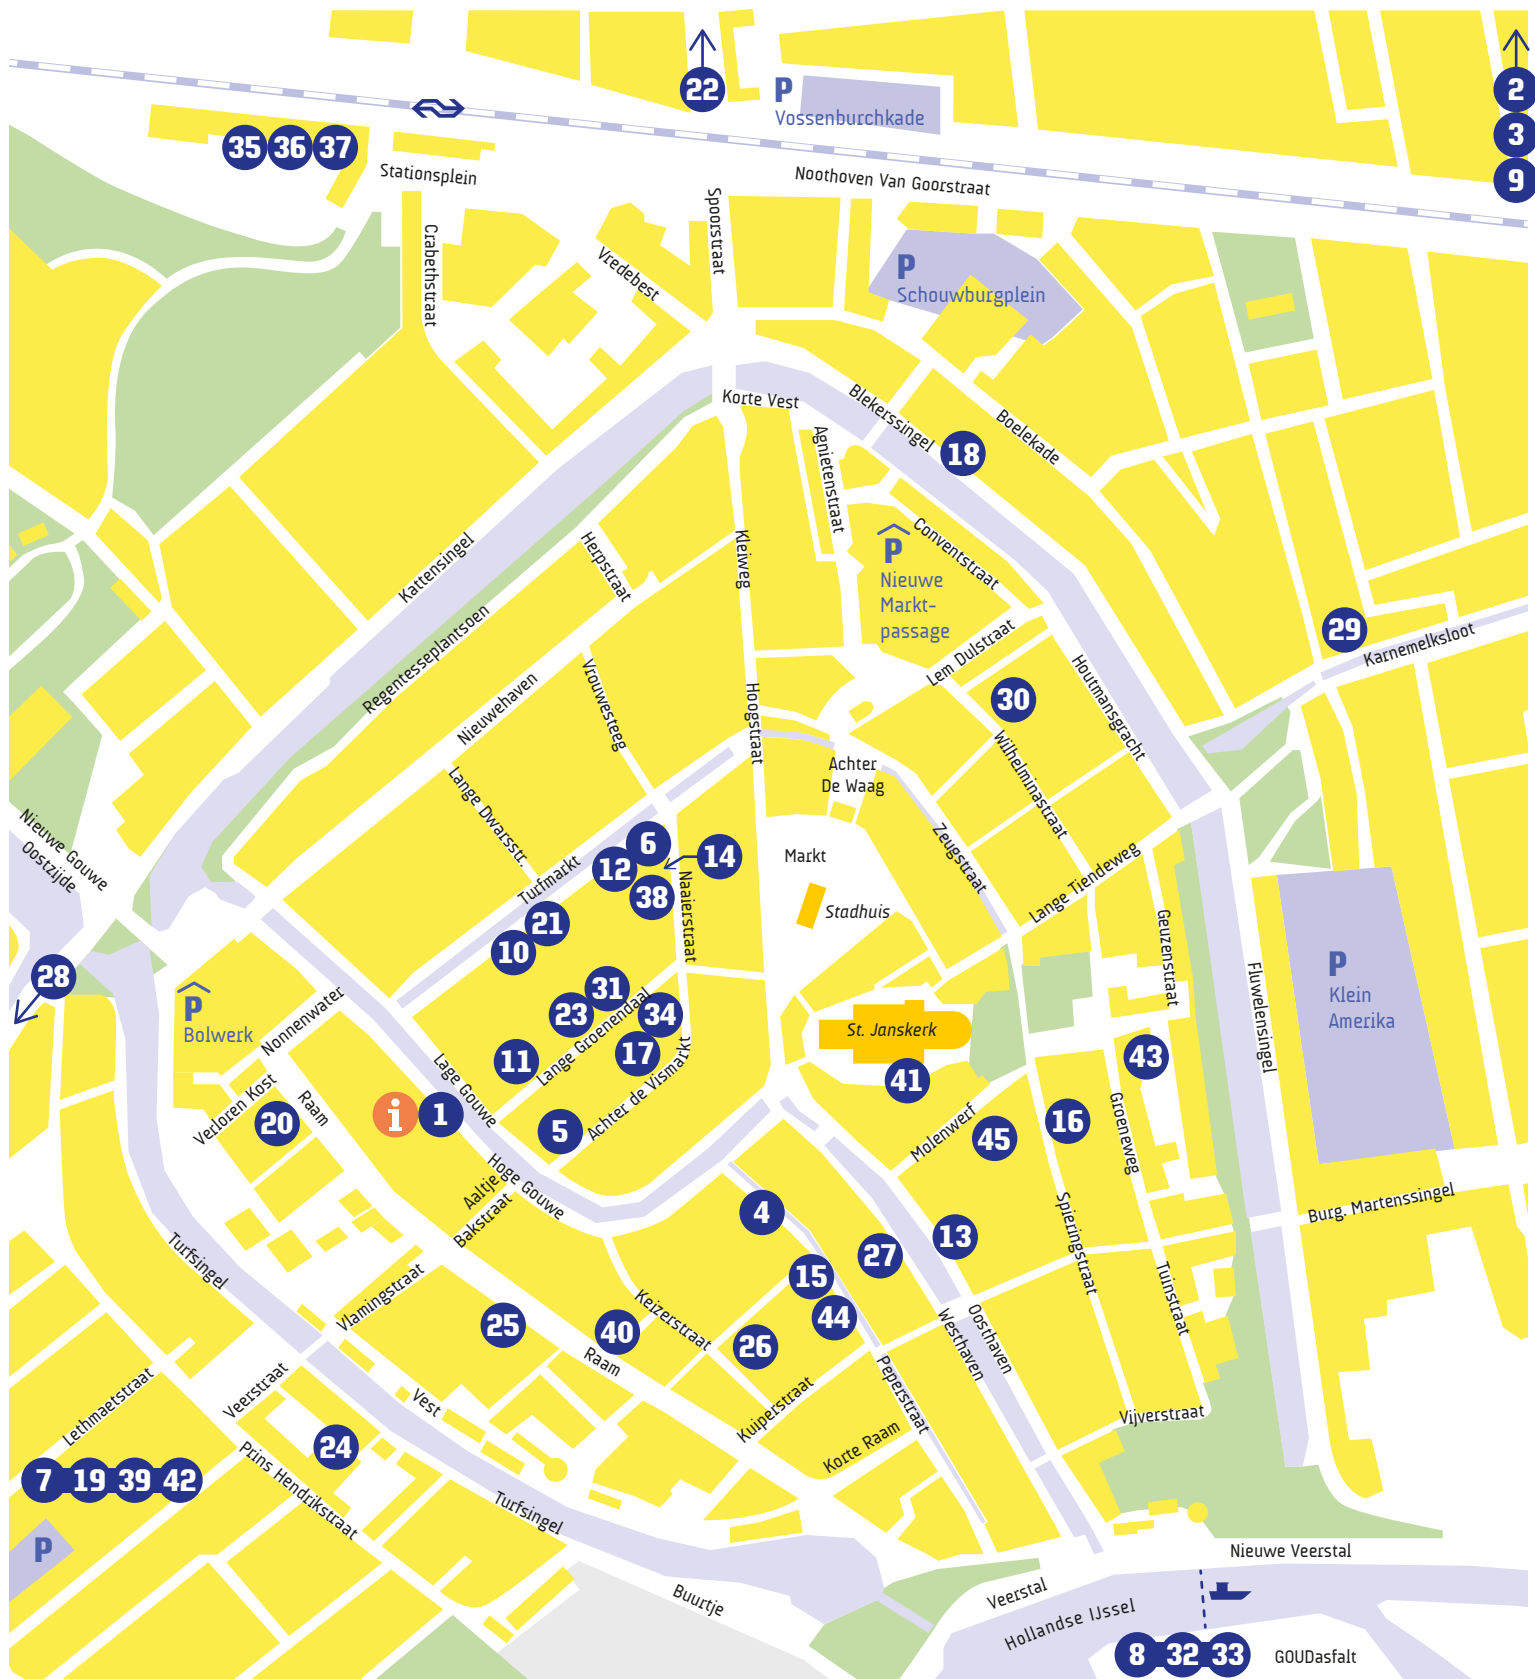 22
P
Vossenburchkade
2
3
9
35 36 37
Stationsplein
Noothoven Van Goorstraat
Crabethstraat
Vredebest
Spoorstraat
P
Schouwburgplein
Korte Vest
Blekerssingel
Boelekade
18
Agnietenstraat
Conventstraat
P
Nieuwe
Markt-
passage
Kattensingel
Herpstraat
Kleiweg
Regentesseplantsoen
Lem Dulstraat
29
Karnemelksloot
Nieuwehaven
Vrouwesteeg
Hoogstraat
30
Houtmansgracht
Wilhelminastraat
Achter
De Waag
Lange Dwarsstr.
Nieuwe Gouwe
Oostzijde
Turfmarkt
6
12
14
38
Naaierstraat
Markt
Stadhuis
Zeugstraat
Lange Tiendeweg
21
10
28
P
Bolwerk
Nonnenwater
31
23
34
Lange Groenendaal
11
17
Achter de Vismarkt
St. Janskerk
41
Geuzenstraat
Fluwelensingel
P
Klein
Amerika
43
Verloren Kost
20
Raam
i
1
Lage Gouwe
5
Molenwerf
45
16
Groeneweg
Hoge Gouwe
Aaltje
Bakstraat
4
13
27
15
44
Spieringstraat
Burg. Martenssingel
Turfsingel
Vlamingstraat
25
40
Keizerstraat
26
Raam
Westhaven
Oosthaven
Tuinstraat
Lethmaetstraat
Veerstraat
Vest
Kuiperstraat
Peperstraat
Korte Raam
Vijverstraat
24
7 19 39 42
Prins Hendrikstraat
P
Turfsingel
Buurtje
Veerstal
Nieuwe Veerstal
Hollandse IJssel
8 32 33
GOUDasfalt